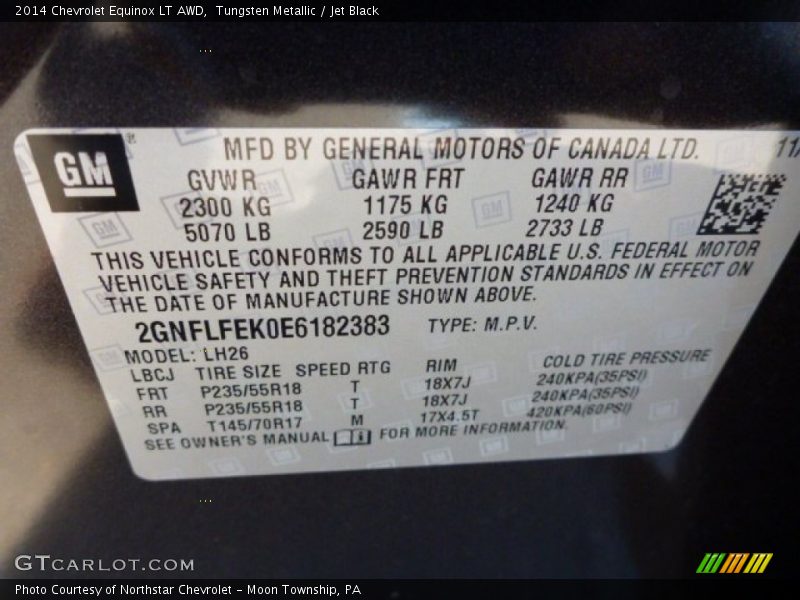 2014 Chevrolet Equinox LT AWD, Tungsten Metallic / Jet Black
GM
MFD BY GENERAL MOTORS OF CANADA LTD. 11/
GVWR GAWR FRT GAWR RR
2300 KG 1175 KG 1240 KG
5070 LB 2590 LB 2733 LB
THIS VEHICLE CONFORMS TO ALL APPLICABLE U.S. FEDERAL MOTOR
VEHICLE SAFETY AND THEFT PREVENTION STANDARDS IN EFFECT ON
THE DATE OF MANUFACTURE SHOWN ABOVE.
2GNFLFEK0E6182383 TYPE: M.P.V.
MODEL: LH26
LBCJ TIRE SIZE SPEED RTG RIM COLD TIRE PRESSURE
FRT P235/55R18 T 18X7J 240KPA(35PSI)
RR P235/55R18 T 18X7J 240KPA(35PSI)
SPA T145/70R17 M 17X4.5T 420KPA(60PSI)
SEE OWNER'S MANUAL FOR MORE INFORMATION.
GTCARLOT.COM
Photo Courtesy of Northstar Chevrolet - Moon Township, PA